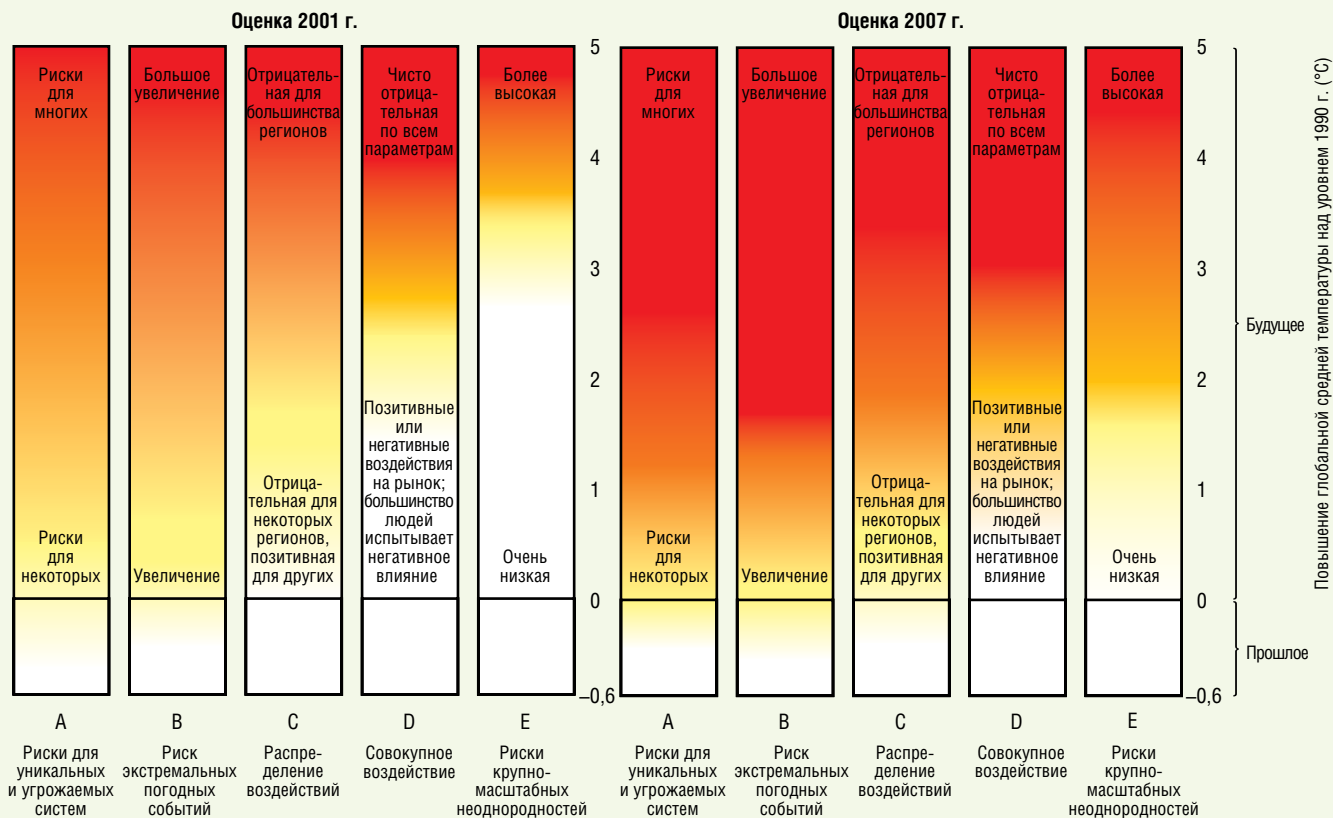 Оценка 2001 г.
Риски
для
многих
Риски
для
некоторых
Большое
увеличение
Увеличение
Отрицатель-
ная для
большинства
регионов
Отрица-
тельная для
некоторых
регионов,
позитивная
для других
Чисто
отрица-
тельная
по всем
параметрам
Позитивные
или
негативные
воздействия
на рынок;
большинство
людей
испытывает
негативное
влияние
Более
высокая
Очень
низкая
5
4
3
2
1
0
–0,6
A
Риски для
уникальных
и угрожаемых
систем
B
Риск
экстремальных
погодных
событий
C
Распре-
деление
воздействий
D
Совокупное
воздействие
E
Риски
крупно-
масштабных
неоднородностей
Оценка 2007 г.
Риски
для
многих
Риски
для
некоторых
Большое
увеличение
Увеличение
Отрицатель-
ная для
большинства
регионов
Отрица-
тельная для
некоторых
регионов,
позитивная
для других
Чисто
отрица-
тельная
по всем
параметрам
Позитивные
или
негативные
воздействия
на рынок;
большинство
людей
испытывает
негативное
влияние
Более
высокая
Очень
низкая
5
4
3
2
1
0
–0,6
A
Риски для
уникальных
и угрожаемых
систем
B
Риск
экстремальных
погодных
событий
C
Распре-
деление
воздействий
D
Совокупное
воздействие
E
Риски
крупно-
масштабных
неоднородностей
Будущее
Прошлое
Повышение глобальной средней температуры над уровнем 1990 г. (°C)